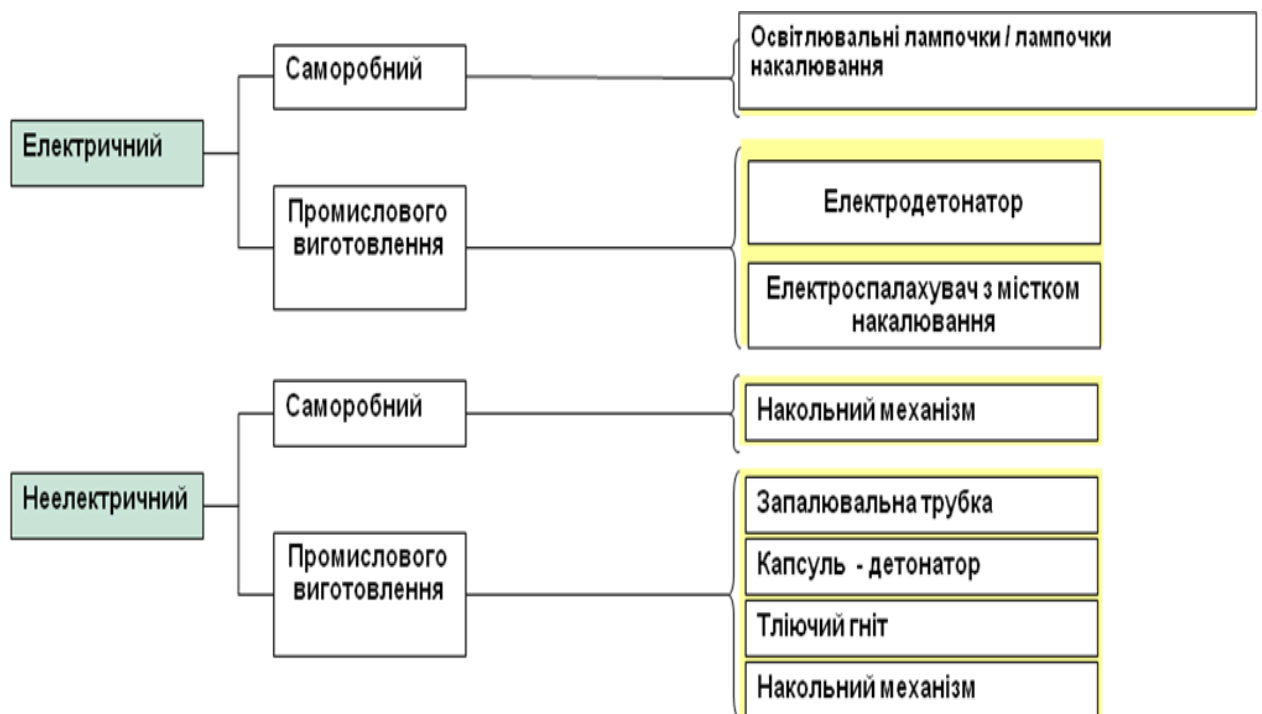 Освітлювальні лампочки / лампочки
накалювання
Саморобний
Електричний
Промислового
виготовлення
Електродетонатор
Електроспалахувач з містком
накалювання
Саморобний
Накольний механізм
Неелектричний
Промислового
виготовлення
Запалювальна трубка
Капсуль - детонатор
Тліючий гніт
Накольний механізм